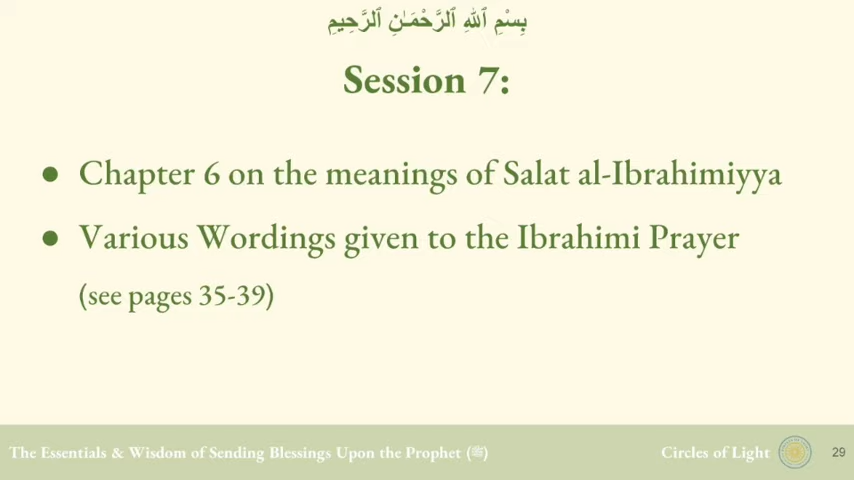 بِسْمِ ٱللَّهِ ٱلرَّحْمَـٰنِ ٱلرَّحِيمِ
Session 7:
● Chapter 6 on the meanings of Salat al-Ibrahimiyya
● Various Wordings given to the Ibrahimi Prayer
(see pages 35-39)
The Essentials & Wisdom of Sending Blessings Upon the Prophet (ﷺ)
Circles of Light
29